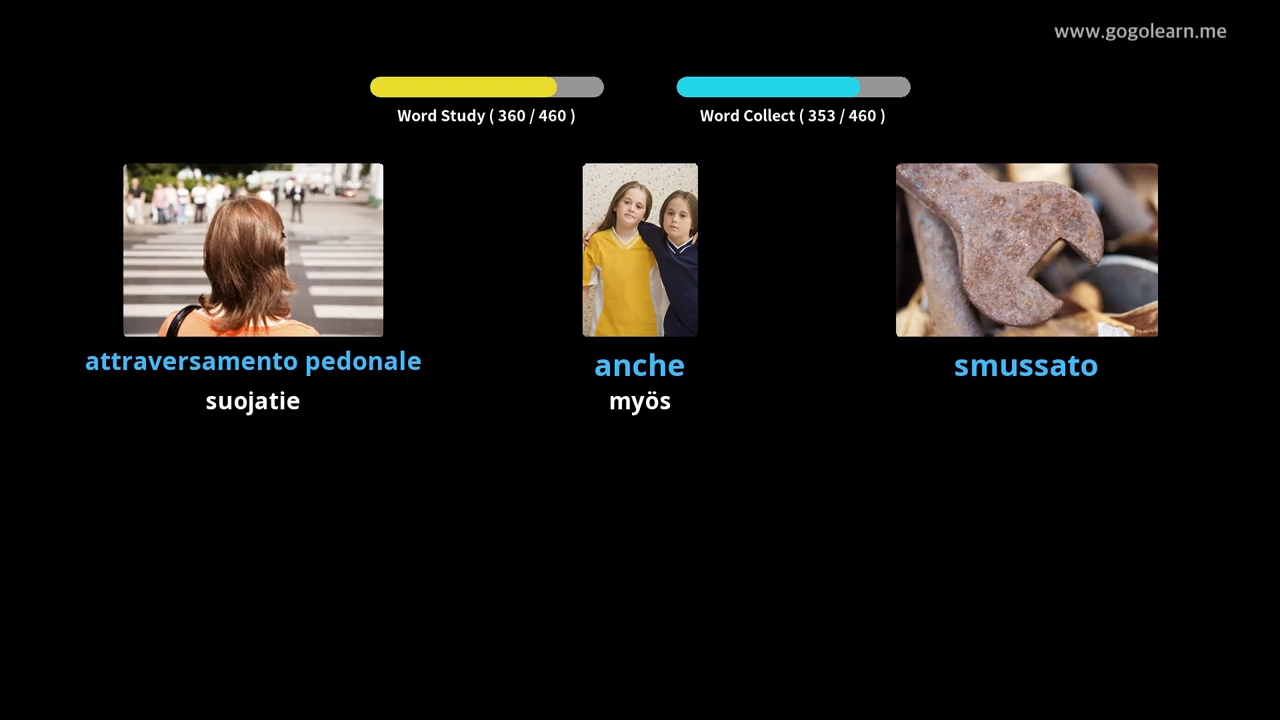 www.gogolearn.me
Word Study ( 360 / 460 )
Word Collect ( 353 / 460 )
attraversamento pedonale
suojatie
anche
myös
smussato